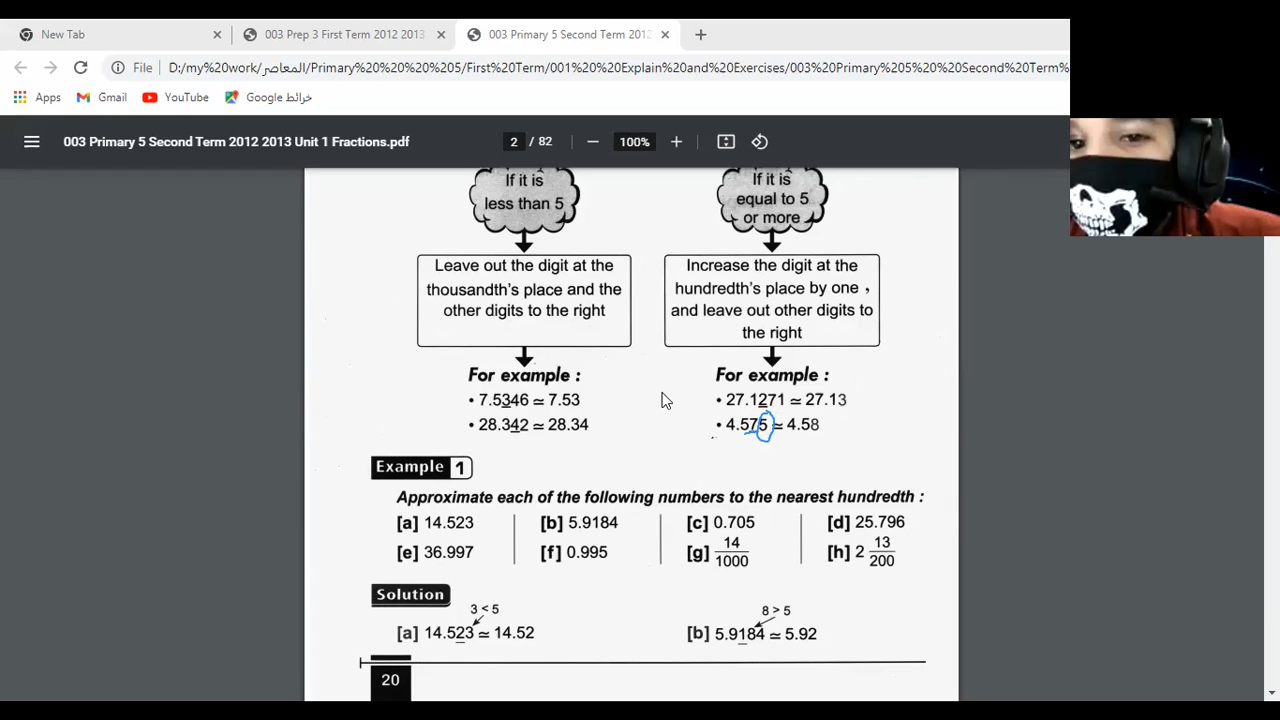 New Tab
003 Prep 3 First Term 2012 2013
003 Primary 5 Second Term 2012
File D:/my%20work/المعاصر/Primary%20%20%20%205/First%20Term/001%20%20Explain%20and%20Exercises/003%20Primary%205%20%20Second%20Term%
Apps Gmail YouTube خرائط Google
003 Primary 5 Second Term 2012 2013 Unit 1 Fractions.pdf 2 / 82 100%
If it is
less than 5
If it is
equal to 5
or more
Leave out the digit at the
thousandth's place and the
other digits to the right
Increase the digit at the
hundredth's place by one ,
and leave out other digits to
the right
For example :
• 7.5346 ≃ 7.53
• 28.342 ≃ 28.34
For example :
• 27.1271 ≃ 27.13
• 4.575 ≃ 4.58
Example 1
Approximate each of the following numbers to the nearest hundredth :
[a] 14.523 [b] 5.9184 [c] 0.705 [d] 25.796
[e] 36.997 [f] 0.995 [g] 14/1000 [h] 2 13/200
Solution
3 < 5
[a] 14.523 ≃ 14.52
8 > 5
[b] 5.9184 ≃ 5.92
20